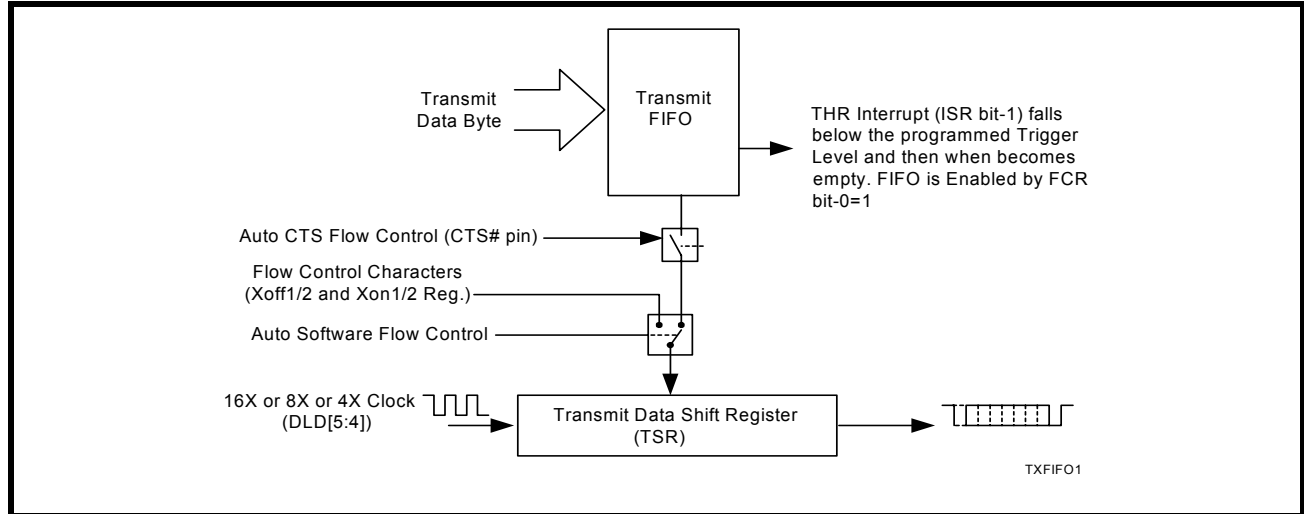 Transmit
Data Byte
Transmit
FIFO
THR Interrupt (ISR bit-1) falls
below the programmed Trigger
Level and then when becomes
empty. FIFO is Enabled by FCR
bit-0=1
Auto CTS Flow Control (CTS# pin)
Flow Control Characters
(Xoff1/2 and Xon1/2 Reg.)
Auto Software Flow Control
16X or 8X or 4X Clock
(DLD[5:4])
Transmit Data Shift Register
(TSR)
TXFIFO1